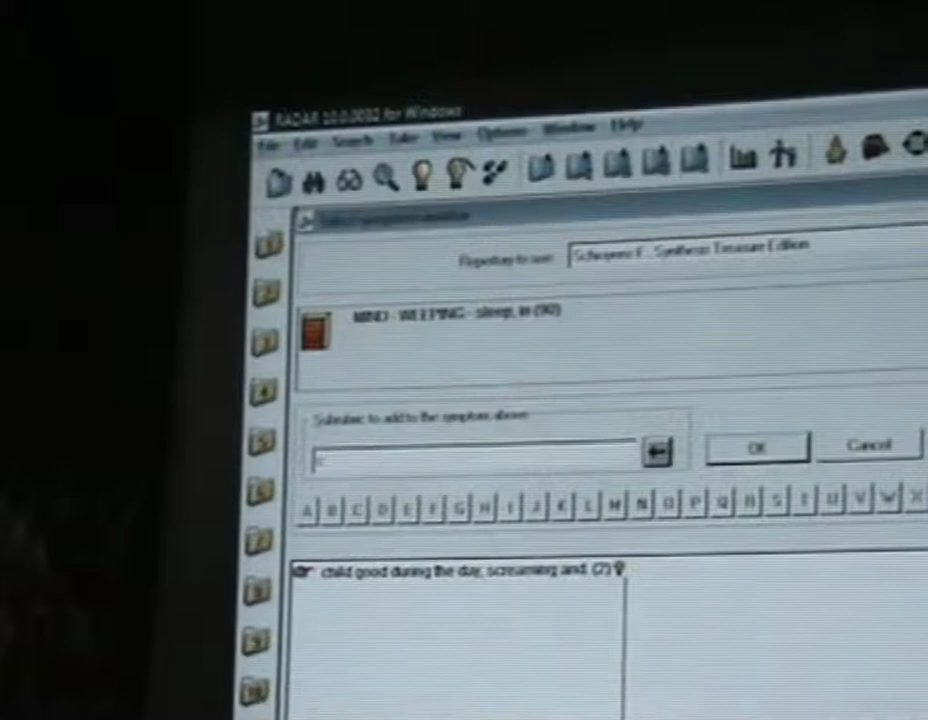 RADAR 10.0.0032 for Windows
File Edit Search Take View Options Window Help
Repertory to use:
Schroyens F., Synthesis Treasure Edition
MIND - WEEPING - sleep, in (90)
Subrubric to add to the symptom above
OK Cancel
A B C D E F G H I J K L M N O P Q R S T U V W X
child good during the day, screaming and (2)